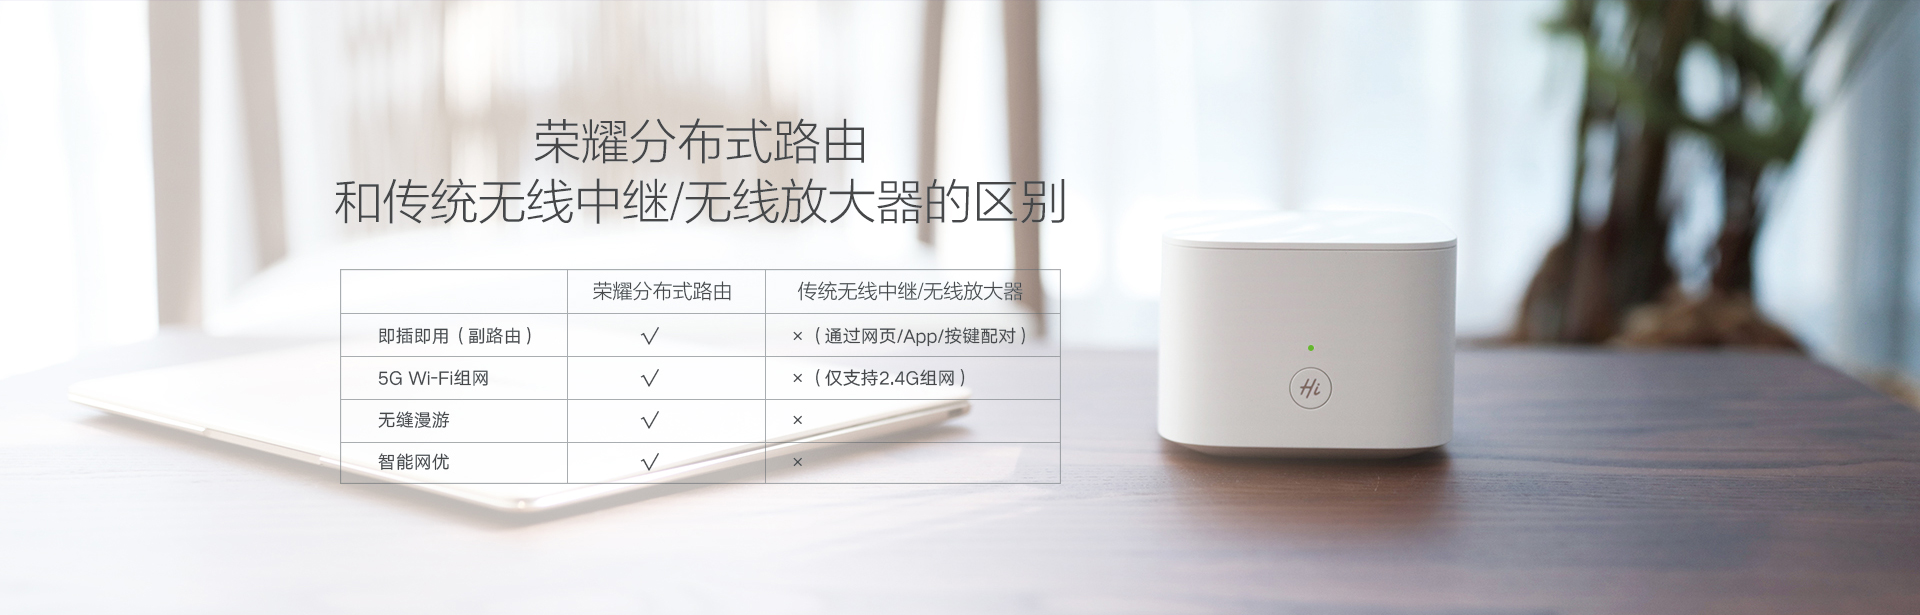 荣耀分布式路由
和传统无线中继/无线放大器的区别
荣耀分布式路由 传统无线中继/无线放大器
即插即用（副路由） √ ×（通过网页/App/按键配对）
5G Wi-Fi组网 √ ×（仅支持2.4G组网）
无缝漫游 √ ×
智能网优 √ ×
Hi